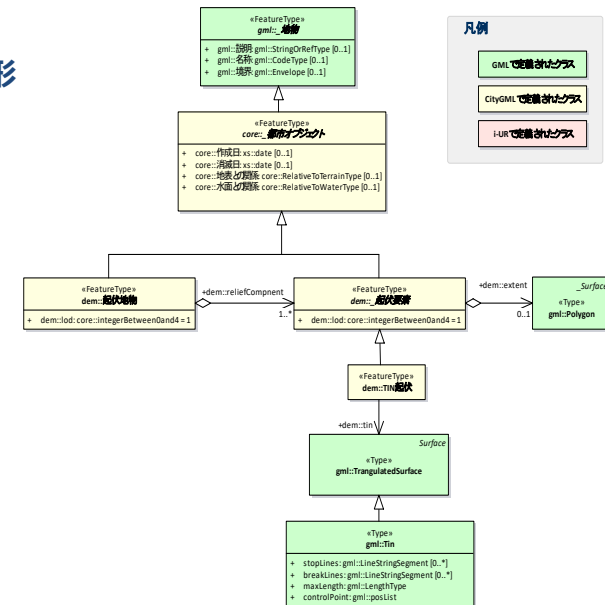 形
«FeatureType»
gml::_地物
+ gml::説明: gml::StringOrRefType [0..1]
+ gml::名称: gml::CodeType [0..1]
+ gml::境界: gml::Envelope [0..1]
凡例
GMLで定義されたクラス
CityGMLで定義されたクラス
i-URで定義されたクラス
«FeatureType»
core::_都市オブジェクト
+ core::作成日: xs::date [0..1]
+ core::消滅日: xs::date [0..1]
+ core::地表との関係: core::RelativeToTerrainType [0..1]
+ core::水面との関係: core::RelativeToWaterType [0..1]
«FeatureType»
dem::起伏地物
+ dem::lod: core::integerBetween0and4 = 1
+dem::reliefCompnent
1..*
«FeatureType»
dem::_起伏要素
+ dem::lod: core::integerBetween0and4 = 1
+dem::extent
0..1
_Surface
«Type»
gml::Polygon
«FeatureType»
dem::TIN起伏
+dem::tin
Surface
«Type»
gml::TrangulatedSurface
«Type»
gml::Tin
+ stopLines: gml::LineStringSegment [0..*]
+ breakLines: gml::LineStringSegment [0..*]
+ maxLength: gml::LengthType
+ controlPoint: gml::posList